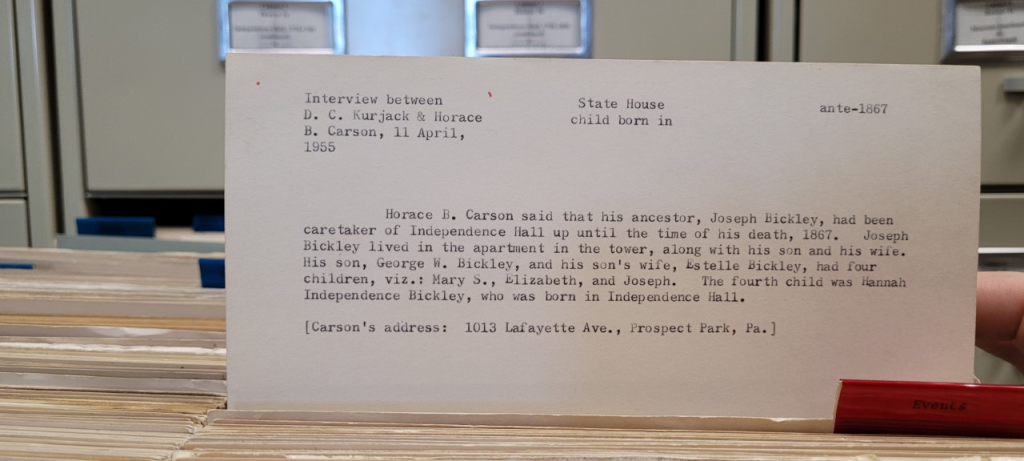 Interview between
D. C. Kurjack & Horace
B. Carson, 11 April,
1955
State House
child born in
ante-1867
Horace B. Carson said that his ancestor, Joseph Bickley, had been
caretaker of Independence Hall up until the time of his death, 1867. Joseph
Bickley lived in the apartment in the tower, along with his son and his wife.
His son, George W. Bickley, and his son's wife, Estelle Bickley, had four
children, viz.: Mary S., Elizabeth, and Joseph. The fourth child was Hannah
Independence Bickley, who was born in Independence Hall.
[Carson's address: 1013 Lafayette Ave., Prospect Park, Pa.]
Events